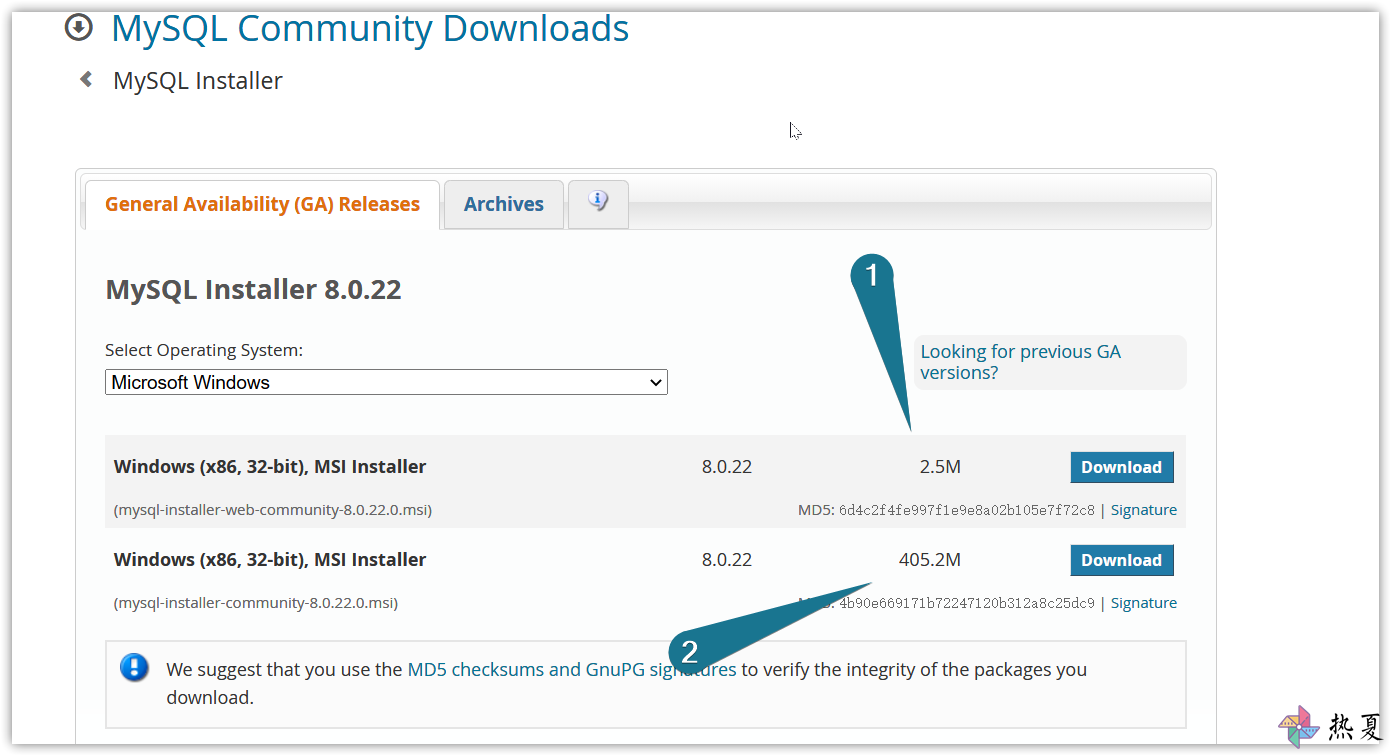 MySQL Community Downloads
MySQL Installer
General Availability (GA) Releases
Archives
MySQL Installer 8.0.22
1
Select Operating System:
Looking for previous GA
versions?
Microsoft Windows
Windows (x86, 32-bit), MSI Installer 8.0.22 2.5M Download
(mysql-installer-web-community-8.0.22.0.msi) MD5: 6d4c2f4fe997f1e9e8a02b105e7f72c8 | Signature
Windows (x86, 32-bit), MSI Installer 8.0.22 405.2M Download
(mysql-installer-community-8.0.22.0.msi) MD5: 4b90e669171b72247120b312a8c25dc9 | Signature
2
We suggest that you use the MD5 checksums and GnuPG signatures to verify the integrity of the packages you
download.
热夏